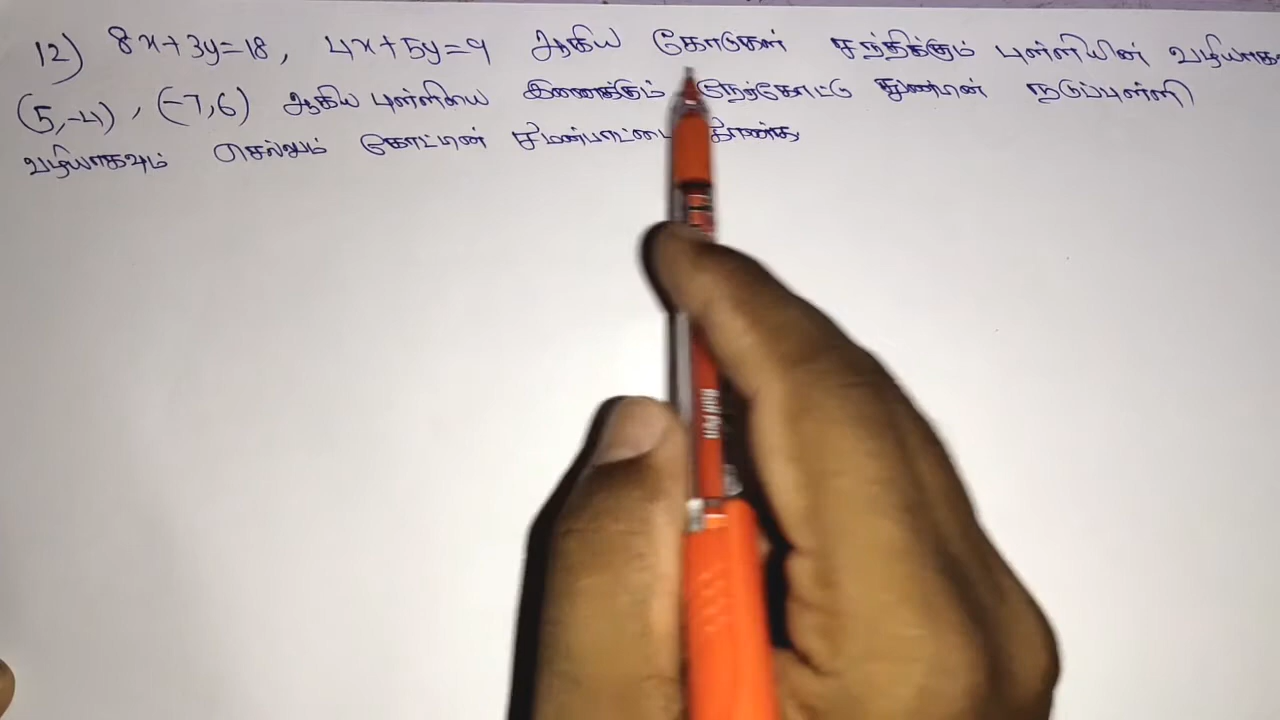 12) 8x+3y=18, 4x+5y=9 ஆகிய கோடுகள் சந்திக்கும் புள்ளியின் வழியாக
(5,-4), (-7,6) ஆகிய புள்ளியை இணைக்கும் நேர்கோட்டு துண்டின் நடுப்புள்ளி
வழியாகவும் செல்லும் கோட்டின் சமன்பாட்டை காண்க